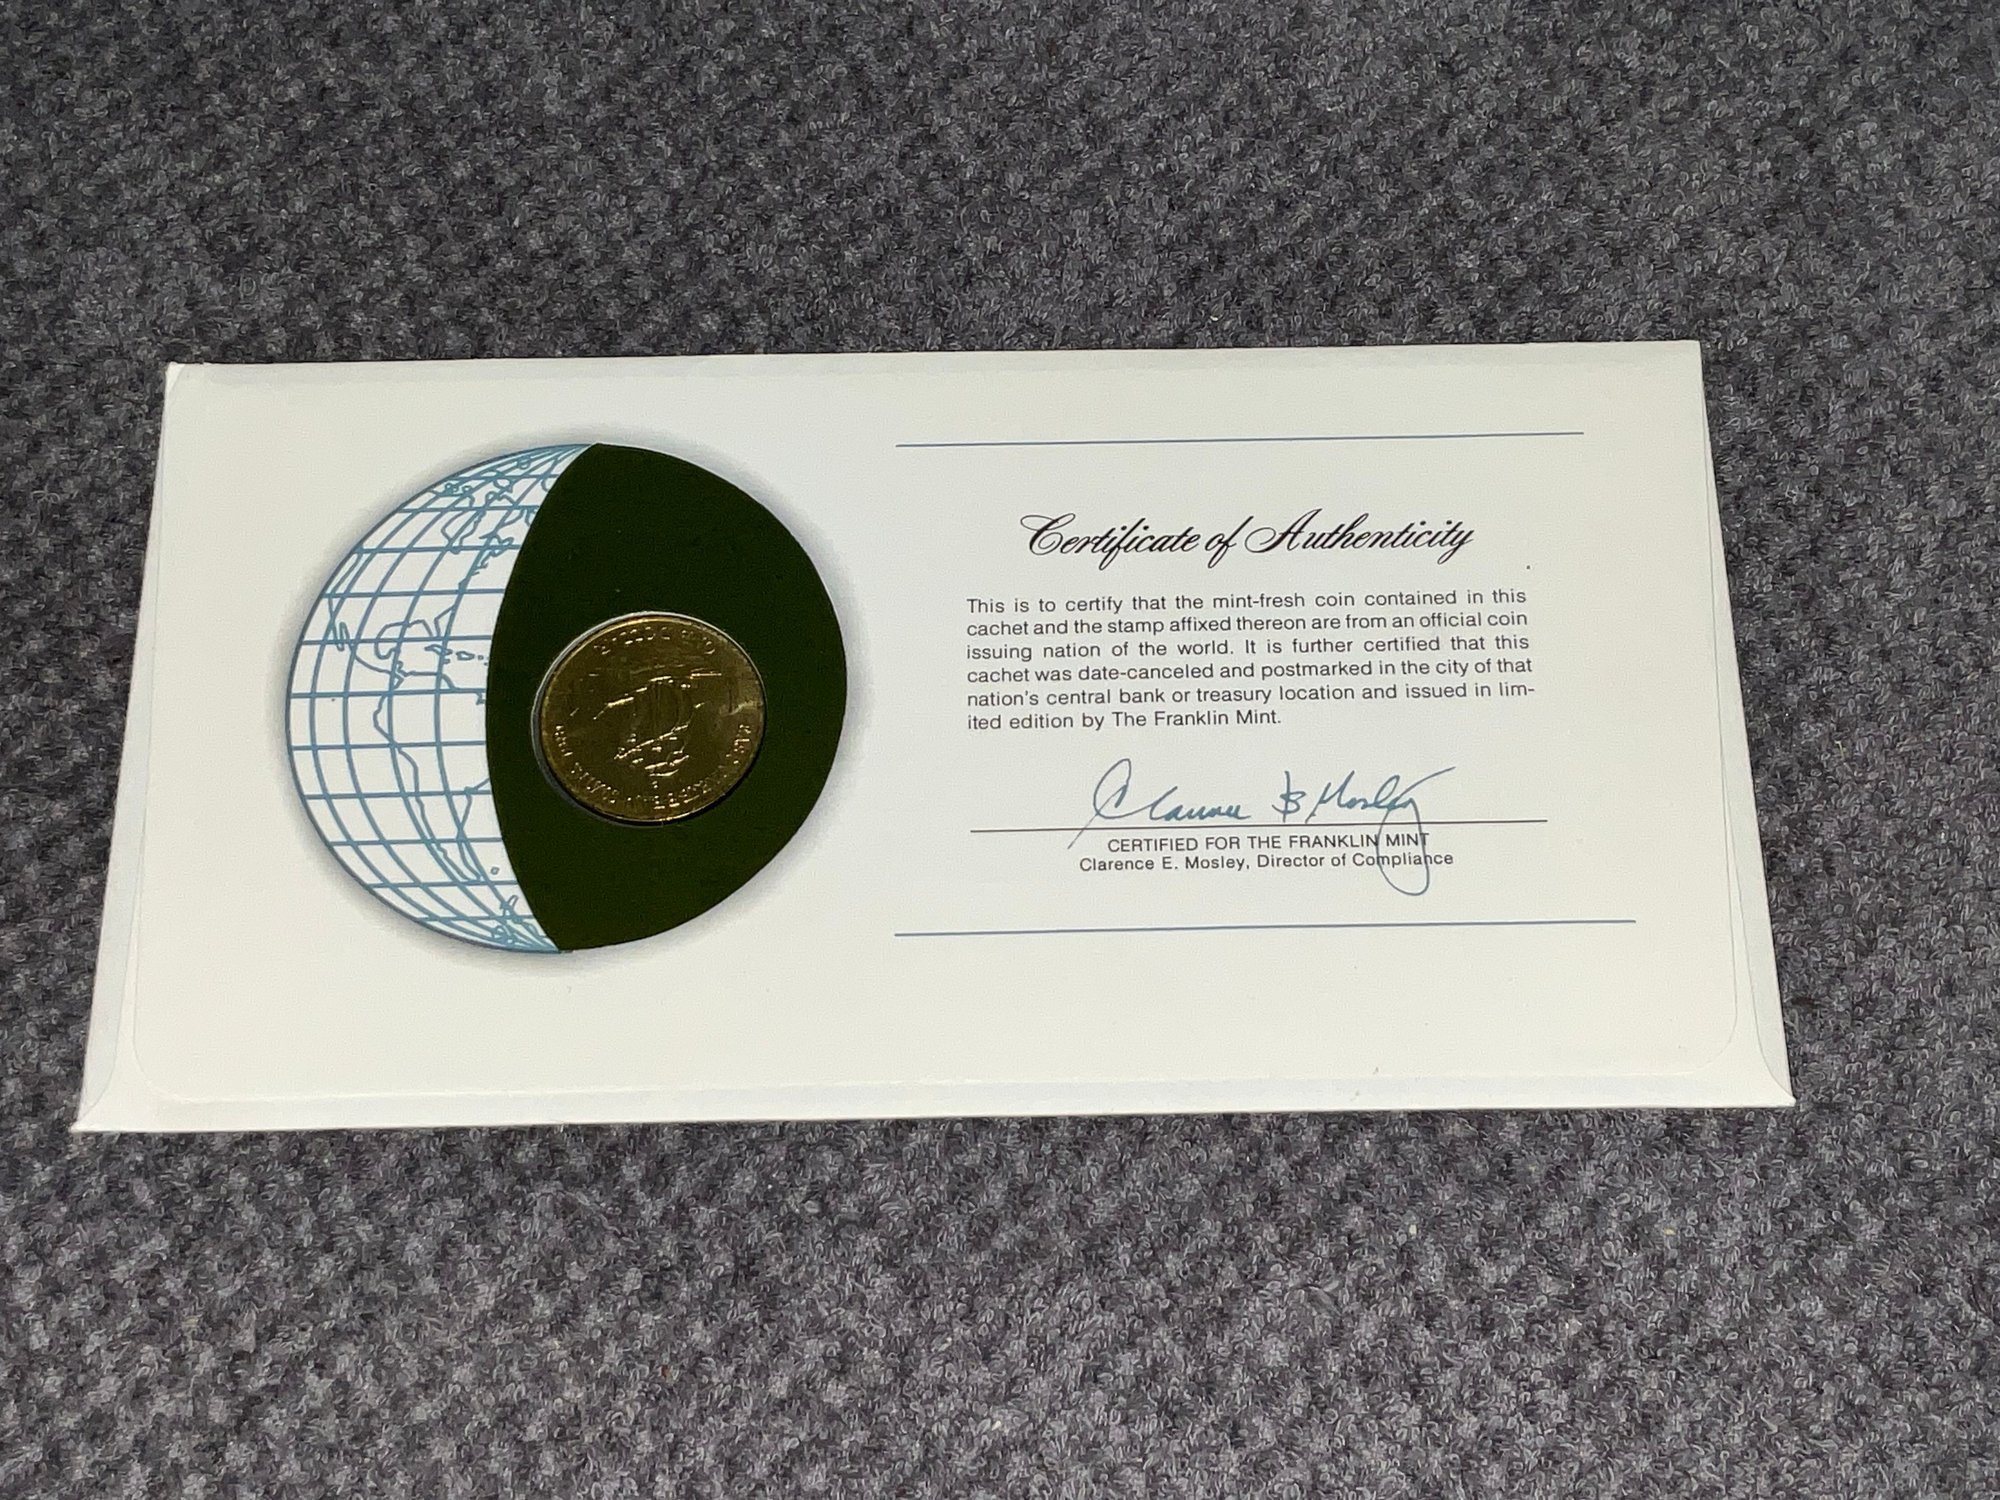 Certificate of Authenticity
This is to certify that the mint-fresh coin contained in this
cachet and the stamp affixed thereon are from an official coin
issuing nation of the world. It is further certified that this
cachet was date-canceled and postmarked in the city of that
nation's central bank or treasury location and issued in lim-
ited edition by The Franklin Mint.
Clarence E Mosley
CERTIFIED FOR THE FRANKLIN MINT
Clarence E. Mosley, Director of Compliance